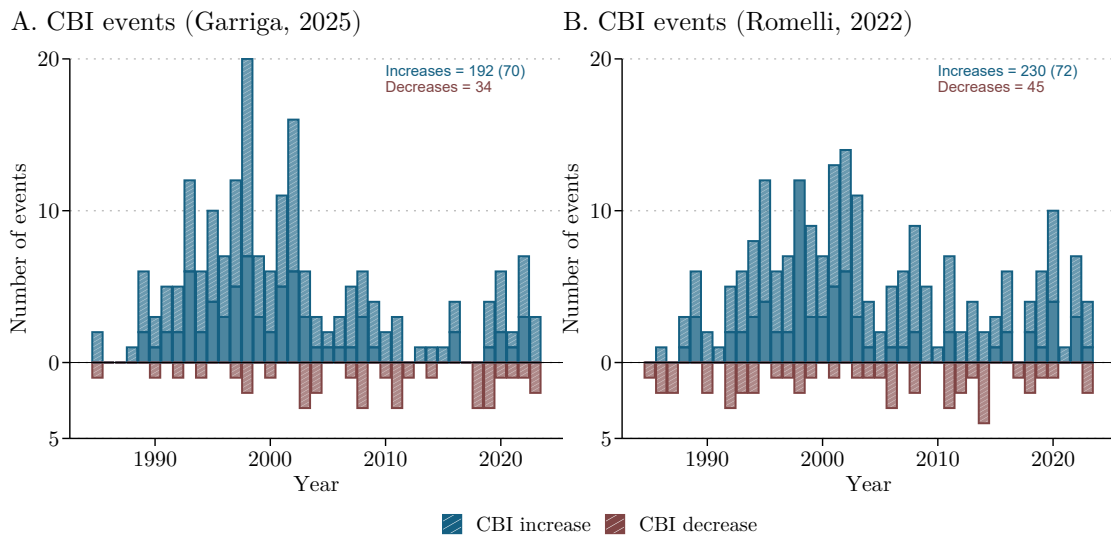 A. CBI events (Garriga, 2025)
20
10
0
5
Number of events
Increases = 192 (70)
Decreases = 34
1990
2000
2010
2020
Year
B. CBI events (Romelli, 2022)
20
10
0
5
Number of events
Increases = 230 (72)
Decreases = 45
1990
2000
2010
2020
Year
CBI increase
CBI decrease